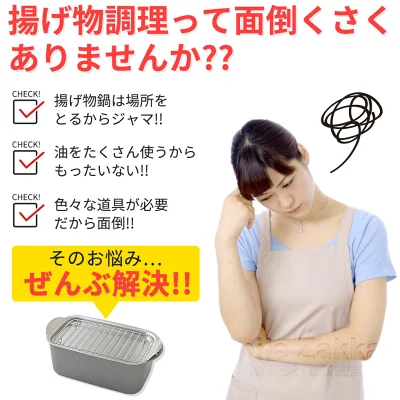 揚げ物調理って面倒くさく
ありませんか??
CHECK!
揚げ物鍋は場所を
とるからジャマ!!
CHECK!
油をたくさん使うから
もったいない!!
CHECK!
色々な道具が必要
だから面倒!!
そのお悩み…
ぜんぶ解決!!
Zakka